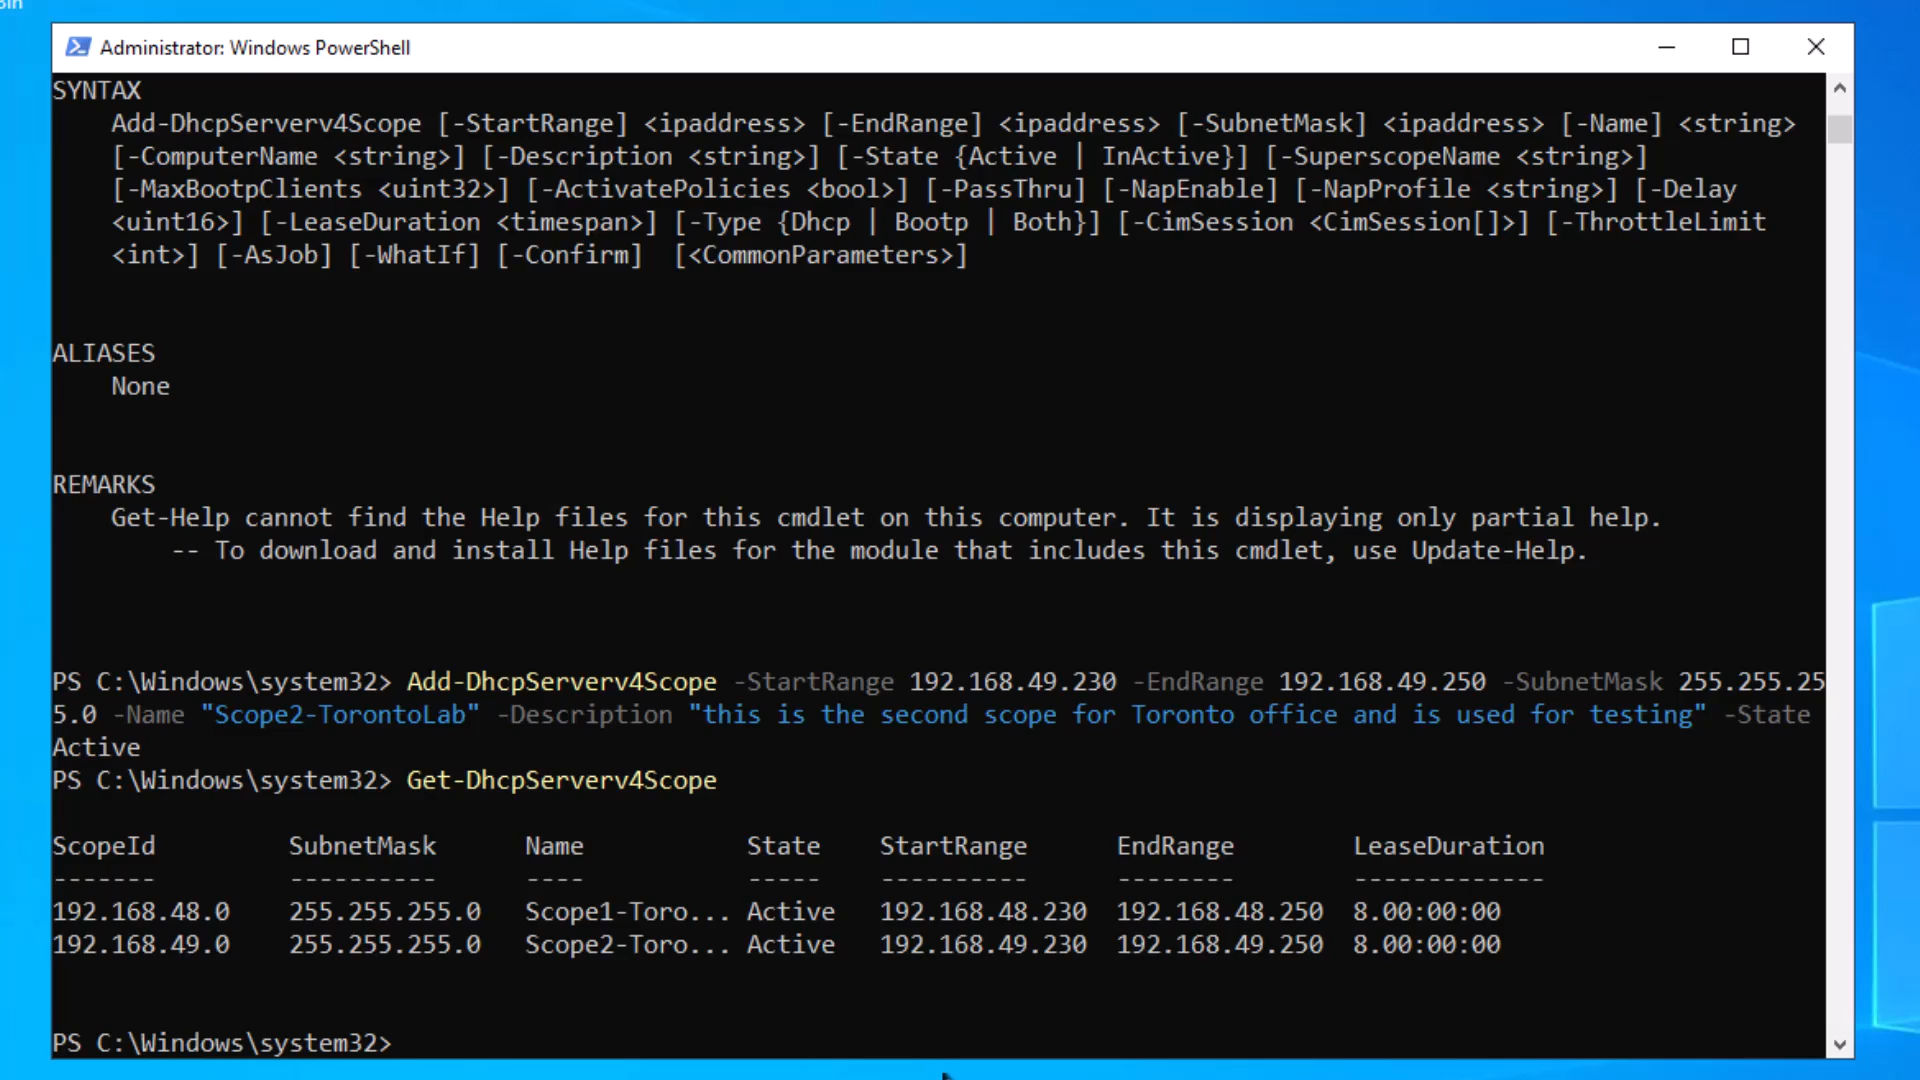 Bin
Administrator: Windows PowerShell
SYNTAX
    Add-DhcpServerv4Scope [-StartRange] <ipaddress> [-EndRange] <ipaddress> [-SubnetMask] <ipaddress> [-Name] <string>
    [-ComputerName <string>] [-Description <string>] [-State {Active | InActive}] [-SuperscopeName <string>]
    [-MaxBootpClients <uint32>] [-ActivatePolicies <bool>] [-PassThru] [-NapEnable] [-NapProfile <string>] [-Delay
    <uint16>] [-LeaseDuration <timespan>] [-Type {Dhcp | Bootp | Both}] [-CimSession <CimSession[]>] [-ThrottleLimit
    <int>] [-AsJob] [-WhatIf] [-Confirm]  [<CommonParameters>]
ALIASES
    None
REMARKS
    Get-Help cannot find the Help files for this cmdlet on this computer. It is displaying only partial help.
        -- To download and install Help files for the module that includes this cmdlet, use Update-Help.
PS C:\Windows\system32> Add-DhcpServerv4Scope -StartRange 192.168.49.230 -EndRange 192.168.49.250 -SubnetMask 255.255.25
5.0 -Name "Scope2-TorontoLab" -Description "this is the second scope for Toronto office and is used for testing" -State
Active
PS C:\Windows\system32> Get-DhcpServerv4Scope
ScopeId         SubnetMask      Name           State    StartRange      EndRange        LeaseDuration
-------         ----------      ----           -----    ----------      --------        -------------
192.168.48.0    255.255.255.0   Scope1-Toro... Active   192.168.48.230  192.168.48.250  8.00:00:00
192.168.49.0    255.255.255.0   Scope2-Toro... Active   192.168.49.230  192.168.49.250  8.00:00:00
PS C:\Windows\system32>